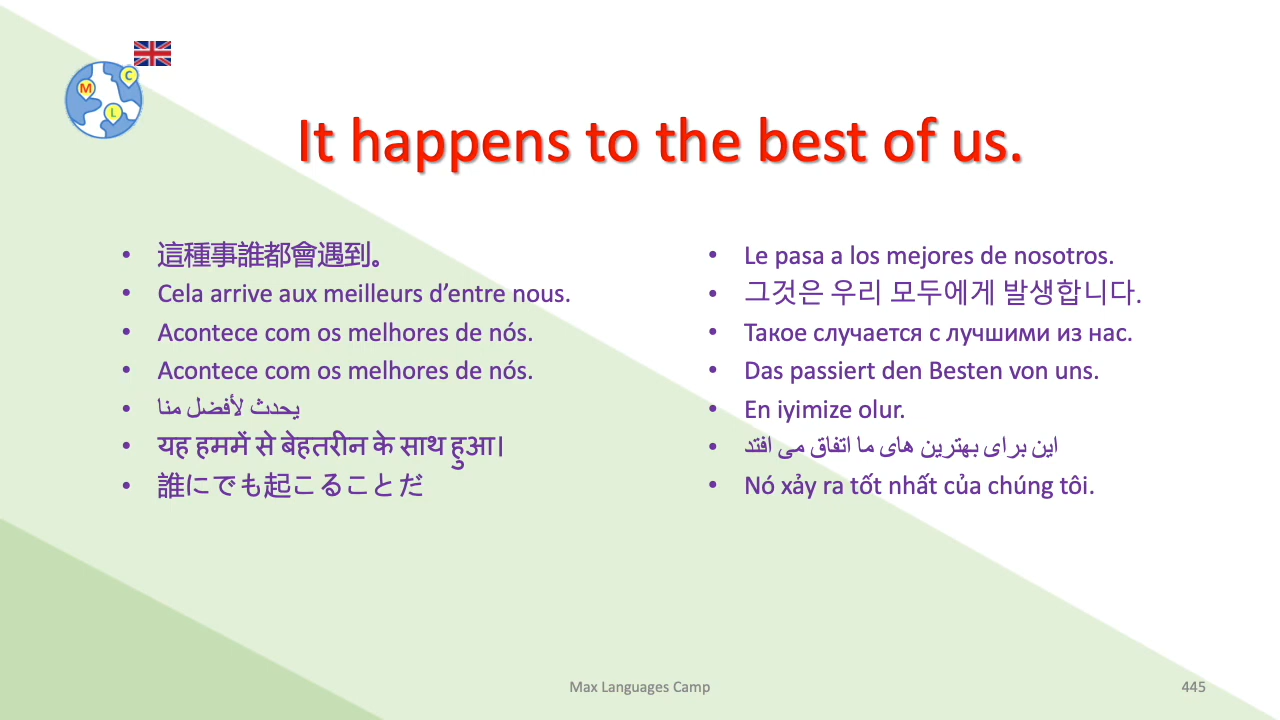 M
C
L
It happens to the best of us.
• 這種事誰都會遇到。
• Cela arrive aux meilleurs d’entre nous.
• Acontece com os melhores de nós.
• Acontece com os melhores de nós.
• يحدث لأفضل منا
• यह हममें से बेहतरीन के साथ हुआ।
• 誰にでも起こることだ
• Le pasa a los mejores de nosotros.
• 그것은 우리 모두에게 발생합니다.
• Такое случается с лучшими из нас.
• Das passiert den Besten von uns.
• En iyimize olur.
• این برای بهترین های ما اتفاق می افتد
• Nó xảy ra tốt nhất của chúng tôi.
Max Languages Camp
445